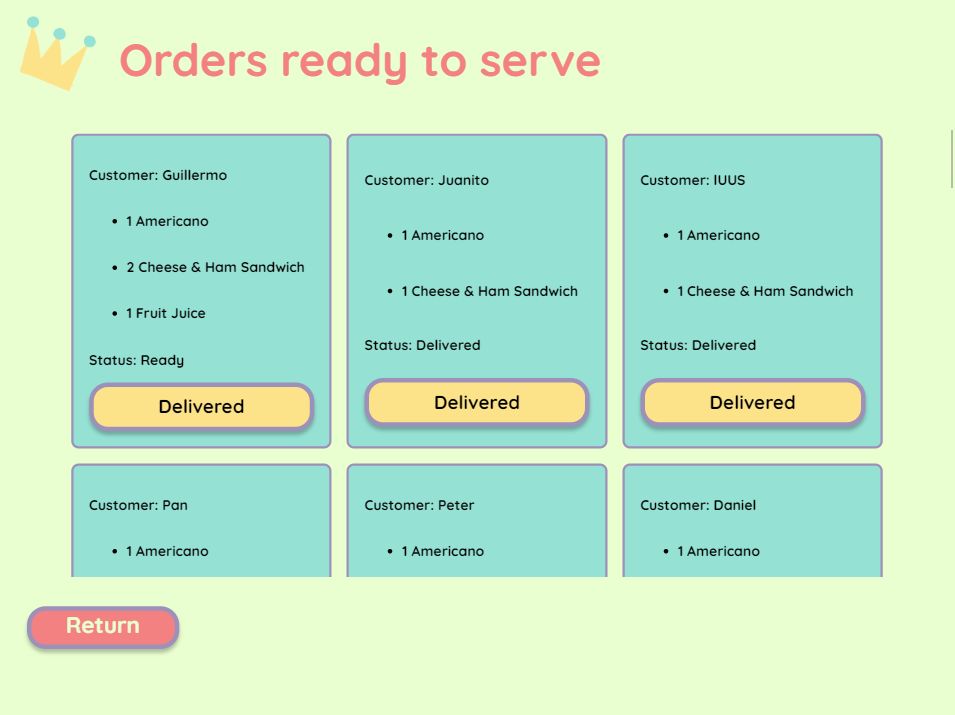 Orders ready to serve
Customer: Guillermo
• 1 Americano
• 2 Cheese & Ham Sandwich
• 1 Fruit Juice
Status: Ready
Delivered
Customer: Juanito
• 1 Americano
• 1 Cheese & Ham Sandwich
Status: Delivered
Delivered
Customer: IUUS
• 1 Americano
• 1 Cheese & Ham Sandwich
Status: Delivered
Delivered
Customer: Pan
• 1 Americano
Customer: Peter
• 1 Americano
Customer: Daniel
• 1 Americano
Return